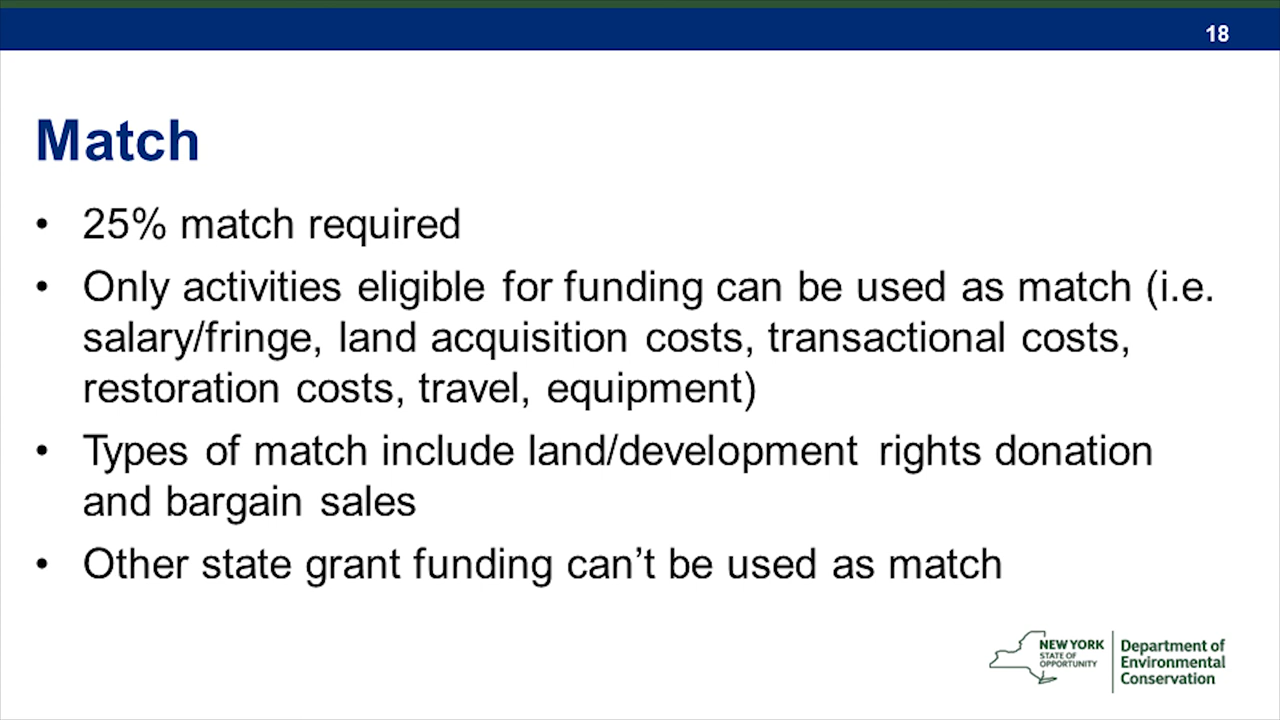 18
Match
• 25% match required
• Only activities eligible for funding can be used as match (i.e.
salary/fringe, land acquisition costs, transactional costs,
restoration costs, travel, equipment)
• Types of match include land/development rights donation
and bargain sales
• Other state grant funding can’t be used as match
NEW YORK
STATE OF
OPPORTUNITY
Department of
Environmental
Conservation